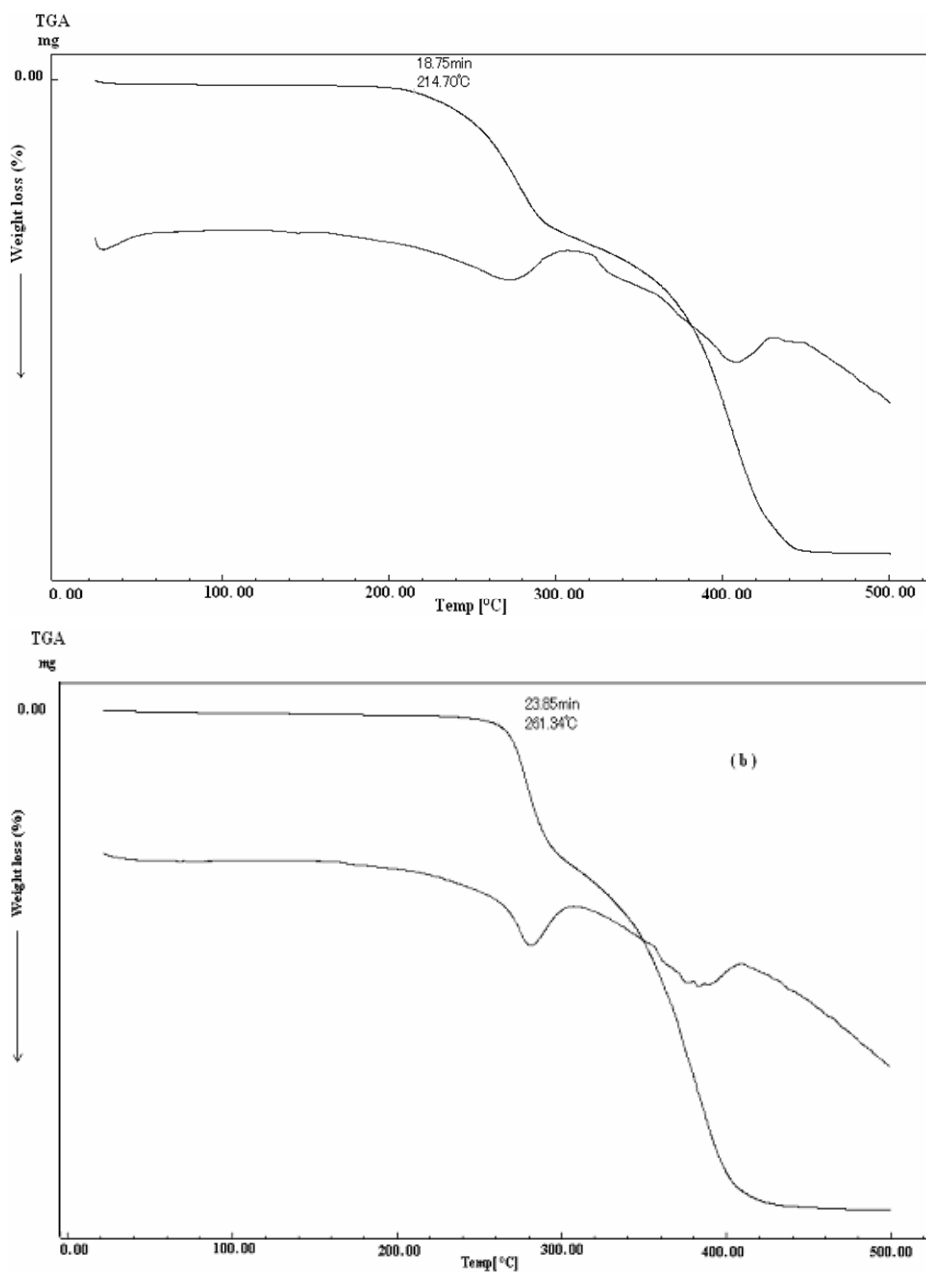 TGA
mg
18.75min
214.70℃
0.00
Weight loss (%)
0.00 100.00 200.00 300.00 400.00 500.00
Temp [°C]
TGA
mg
23.85min
261.34℃
0.00
(b)
Weight loss (%)
0.00 100.00 200.00 300.00 400.00 500.00
Temp[°C]